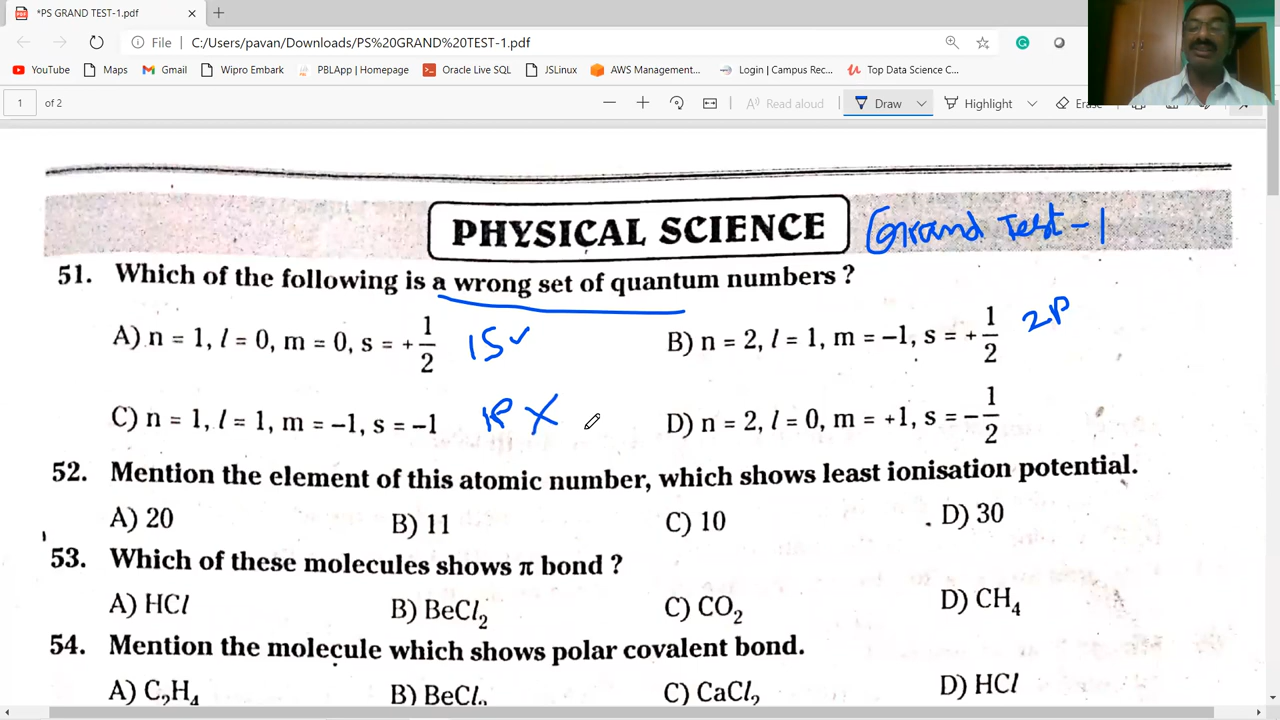 *PS GRAND TEST-1.pdf
File C:/Users/pavan/Downloads/PS%20GRAND%20TEST-1.pdf
YouTube Maps Gmail Wipro Embark PBLApp | Homepage Oracle Live SQL JSLinux AWS Management... Login | Campus Rec... Top Data Science C...
1 of 2 Read aloud Draw Highlight Erase
PHYSICAL SCIENCE Grand Test-1
51. Which of the following is a wrong set of quantum numbers ?
A) n = 1, l = 0, m = 0, s = +1/2 1S✓ B) n = 2, l = 1, m = −1, s = +1/2 2P
C) n = 1, l = 1, m = −1, s = −1 1P X D) n = 2, l = 0, m = +1, s = −1/2
52. Mention the element of this atomic number, which shows least ionisation potential.
A) 20 B) 11 C) 10 D) 30
53. Which of these molecules shows π bond ?
A) HCl B) BeCl₂ C) CO₂ D) CH₄
54. Mention the molecule which shows polar covalent bond.
A) C₂H₄ B) BeCl₂ C) CaCl₂ D) HCl